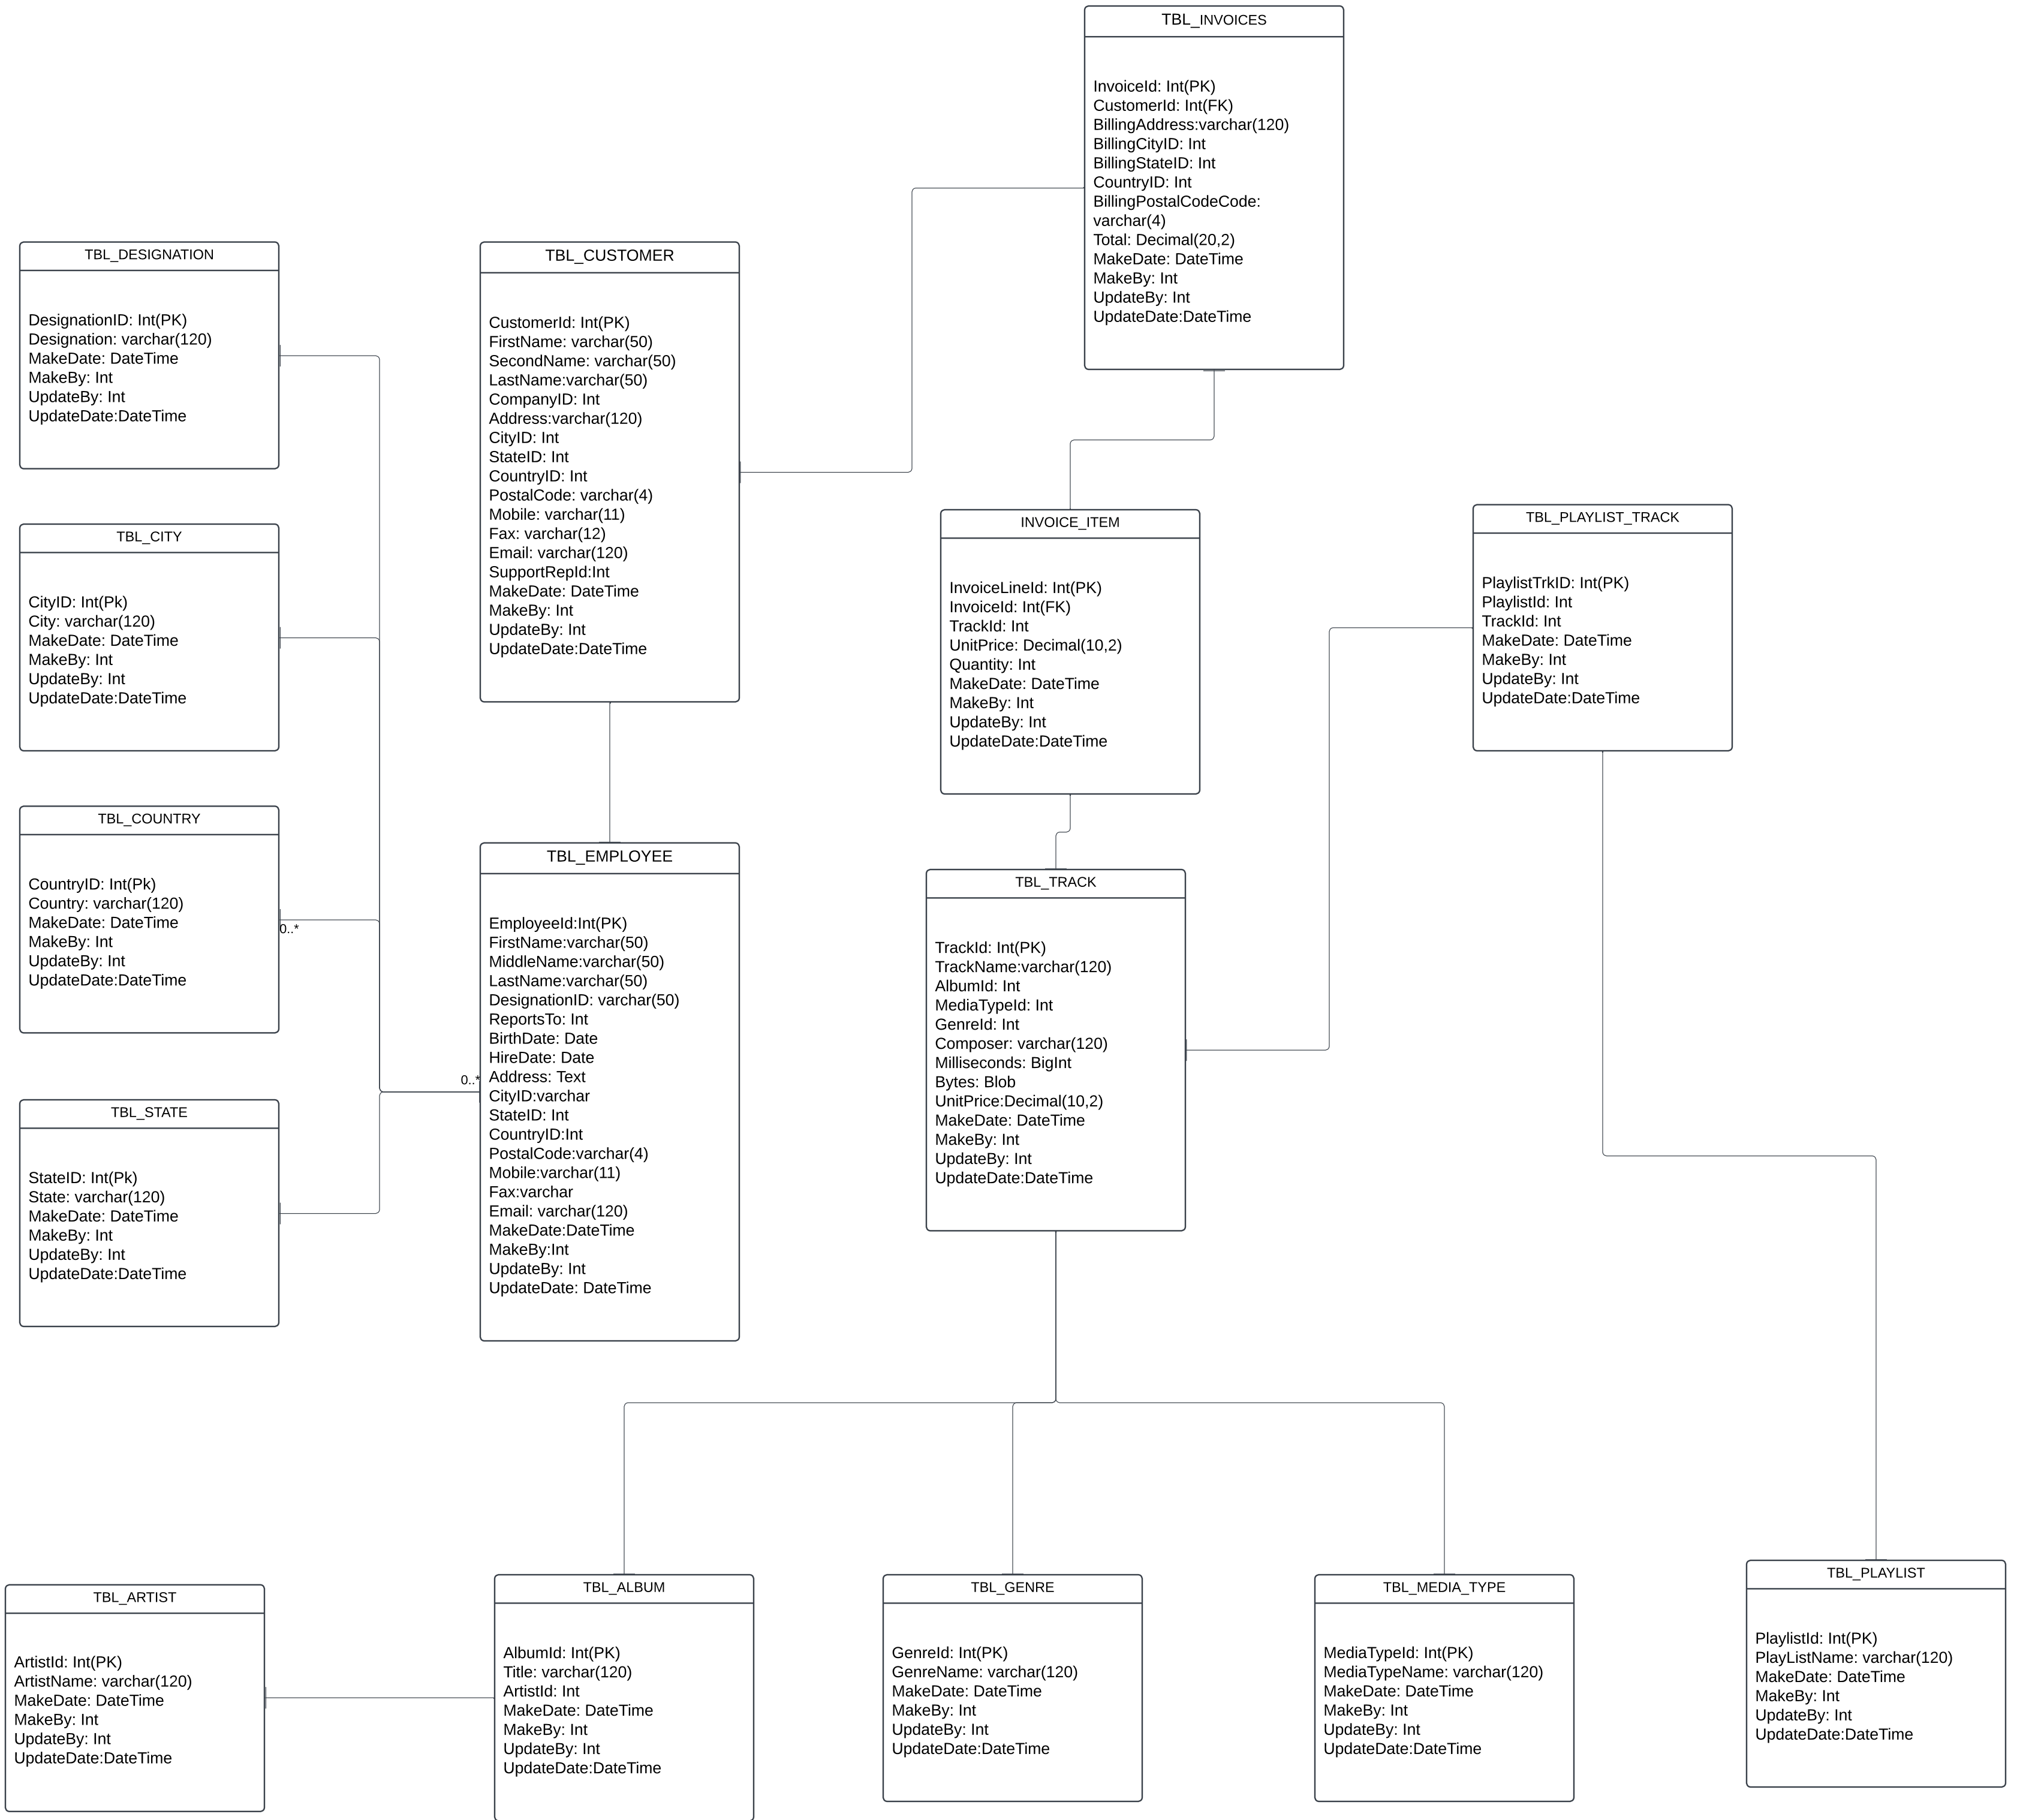 TBL_INVOICES
InvoiceId: Int(PK)
CustomerId: Int(FK)
BillingAddress:varchar(120)
BillingCityID: Int
BillingStateID: Int
CountryID: Int
BillingPostalCodeCode:
varchar(4)
Total: Decimal(20,2)
MakeDate: DateTime
MakeBy: Int
UpdateBy: Int
UpdateDate:DateTime
TBL_DESIGNATION
DesignationID: Int(PK)
Designation: varchar(120)
MakeDate: DateTime
MakeBy: Int
UpdateBy: Int
UpdateDate:DateTime
TBL_CUSTOMER
CustomerId: Int(PK)
FirstName: varchar(50)
SecondName: varchar(50)
LastName:varchar(50)
CompanyID: Int
Address:varchar(120)
CityID: Int
StateID: Int
CountryID: Int
PostalCode: varchar(4)
Mobile: varchar(11)
Fax: varchar(12)
Email: varchar(120)
SupportRepId:Int
MakeDate: DateTime
MakeBy: Int
UpdateBy: Int
UpdateDate:DateTime
TBL_CITY
CityID: Int(Pk)
City: varchar(120)
MakeDate: DateTime
MakeBy: Int
UpdateBy: Int
UpdateDate:DateTime
INVOICE_ITEM
InvoiceLineId: Int(PK)
InvoiceId: Int(FK)
TrackId: Int
UnitPrice: Decimal(10,2)
Quantity: Int
MakeDate: DateTime
MakeBy: Int
UpdateBy: Int
UpdateDate:DateTime
TBL_PLAYLIST_TRACK
PlaylistTrkID: Int(PK)
PlaylistId: Int
TrackId: Int
MakeDate: DateTime
MakeBy: Int
UpdateBy: Int
UpdateDate:DateTime
TBL_COUNTRY
CountryID: Int(Pk)
Country: varchar(120)
MakeDate: DateTime
MakeBy: Int
UpdateBy: Int
UpdateDate:DateTime
0..*
0..*
TBL_EMPLOYEE
EmployeeId:Int(PK)
FirstName:varchar(50)
MiddleName:varchar(50)
LastName:varchar(50)
DesignationID: varchar(50)
ReportsTo: Int
BirthDate: Date
HireDate: Date
Address: Text
CityID:varchar
StateID: Int
CountryID:Int
PostalCode:varchar(4)
Mobile:varchar(11)
Fax:varchar
Email: varchar(120)
MakeDate:DateTime
MakeBy:Int
UpdateBy: Int
UpdateDate: DateTime
TBL_TRACK
TrackId: Int(PK)
TrackName:varchar(120)
AlbumId: Int
MediaTypeId: Int
GenreId: Int
Composer: varchar(120)
Milliseconds: BigInt
Bytes: Blob
UnitPrice:Decimal(10,2)
MakeDate: DateTime
MakeBy: Int
UpdateBy: Int
UpdateDate:DateTime
TBL_STATE
StateID: Int(Pk)
State: varchar(120)
MakeDate: DateTime
MakeBy: Int
UpdateBy: Int
UpdateDate:DateTime
TBL_ARTIST
ArtistId: Int(PK)
ArtistName: varchar(120)
MakeDate: DateTime
MakeBy: Int
UpdateBy: Int
UpdateDate:DateTime
TBL_ALBUM
AlbumId: Int(PK)
Title: varchar(120)
ArtistId: Int
MakeDate: DateTime
MakeBy: Int
UpdateBy: Int
UpdateDate:DateTime
TBL_GENRE
GenreId: Int(PK)
GenreName: varchar(120)
MakeDate: DateTime
MakeBy: Int
UpdateBy: Int
UpdateDate:DateTime
TBL_MEDIA_TYPE
MediaTypeId: Int(PK)
MediaTypeName: varchar(120)
MakeDate: DateTime
MakeBy: Int
UpdateBy: Int
UpdateDate:DateTime
TBL_PLAYLIST
PlaylistId: Int(PK)
PlayListName: varchar(120)
MakeDate: DateTime
MakeBy: Int
UpdateBy: Int
UpdateDate:DateTime